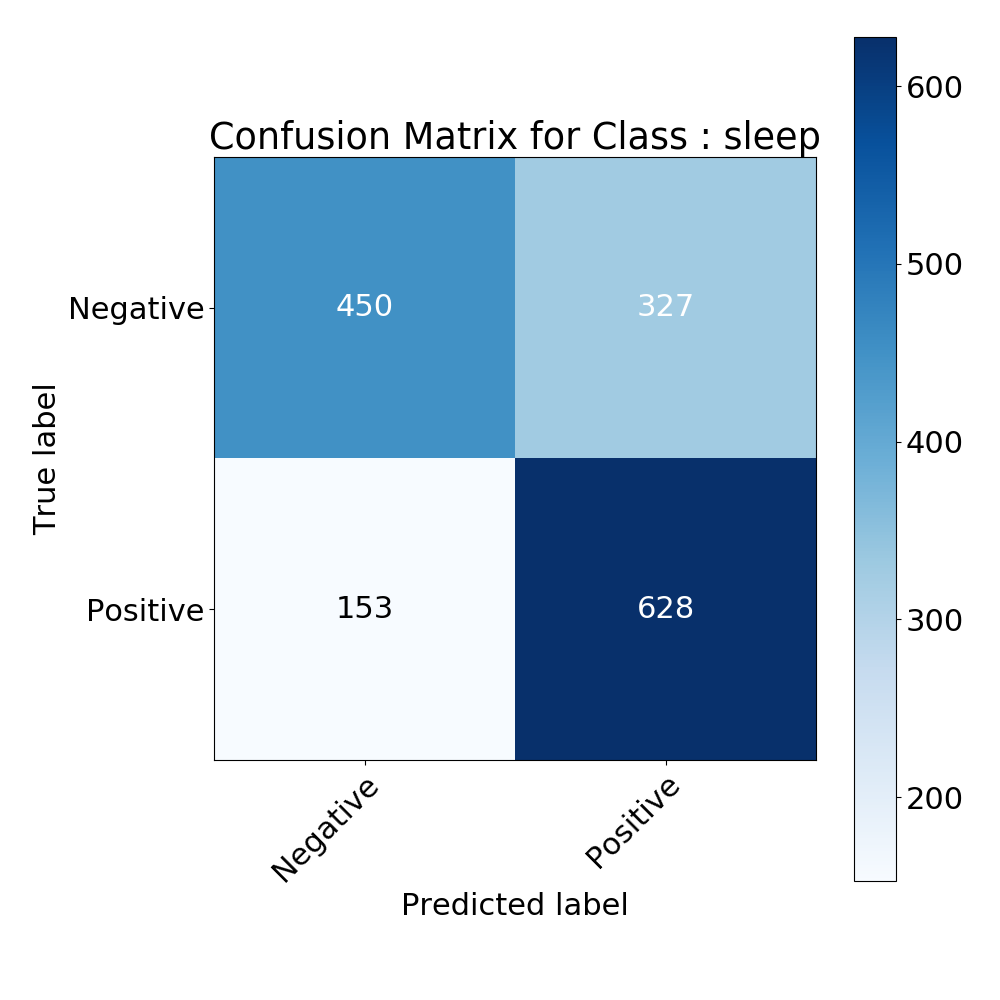 Confusion Matrix for Class : sleep
True label
Negative
Positive
450
327
153
628
Negative
Positive
Predicted label
600
500
400
300
200